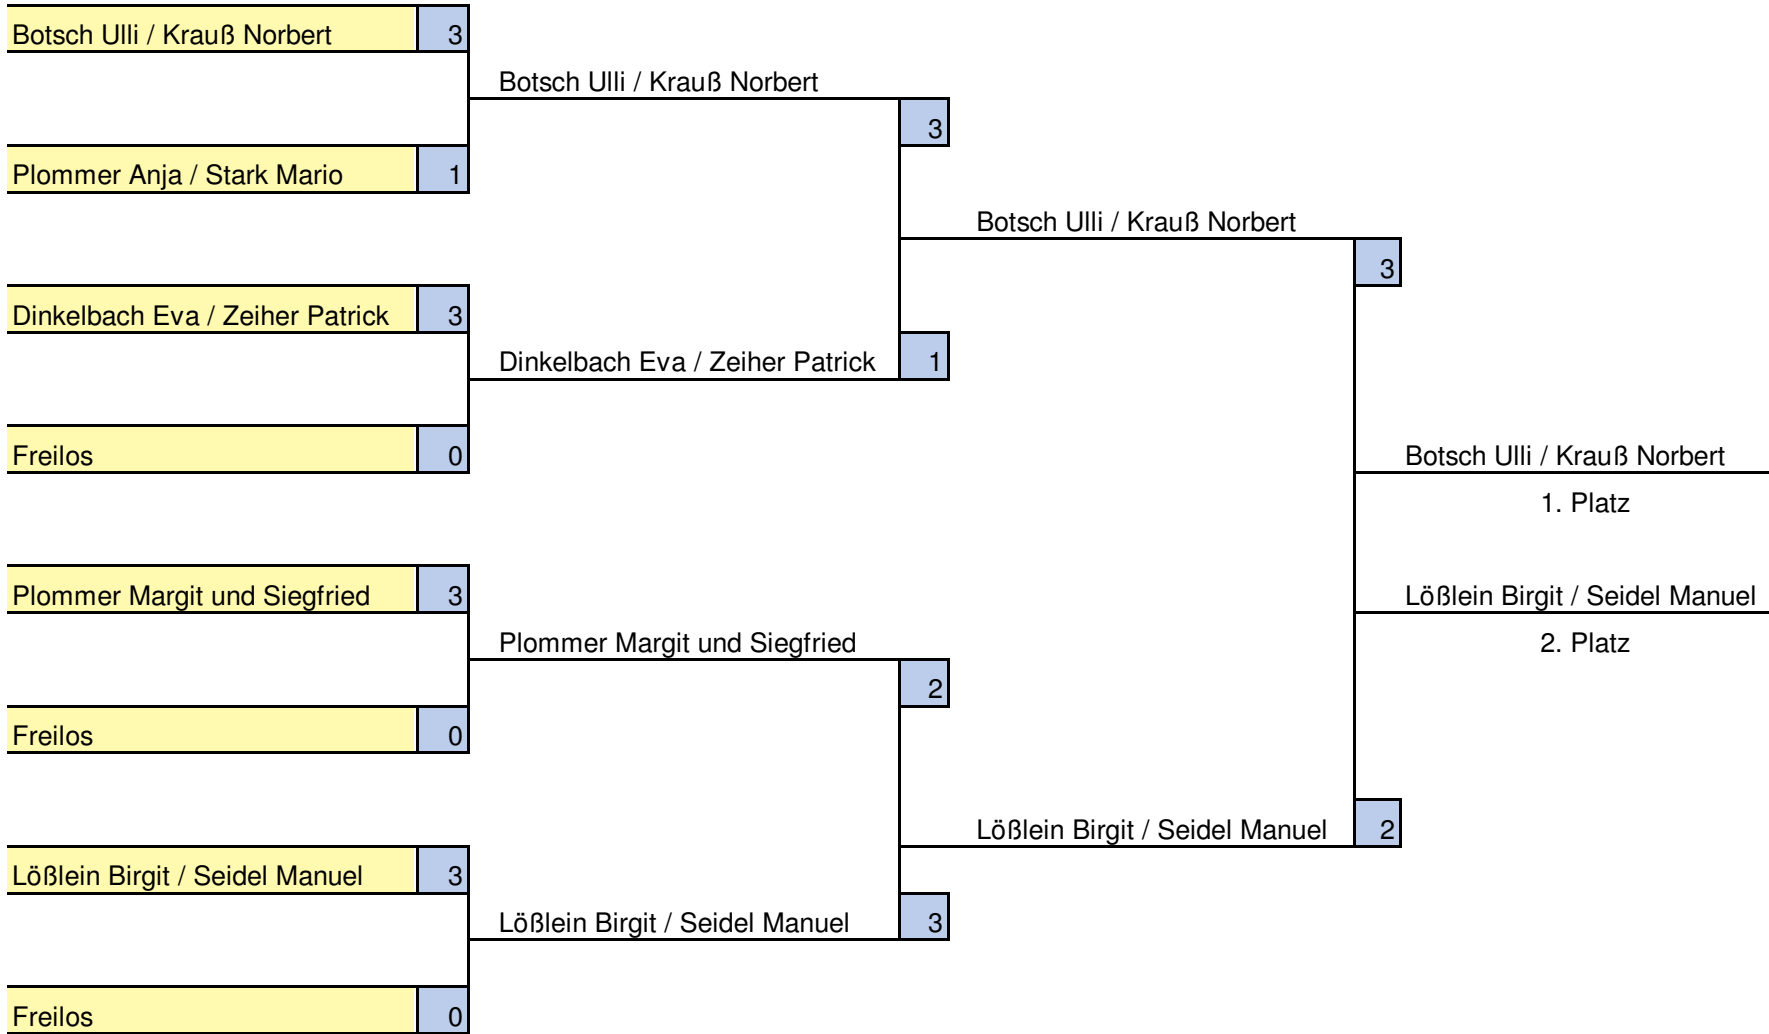 Botsch Ulli / Krauß Norbert 3
Botsch Ulli / Krauß Norbert
3
Plommer Anja / Stark Mario 1
Botsch Ulli / Krauß Norbert
3
Dinkelbach Eva / Zeiher Patrick 3
Dinkelbach Eva / Zeiher Patrick 1
Freilos 0
Botsch Ulli / Krauß Norbert
1. Platz
Plommer Margit und Siegfried 3
Lößlein Birgit / Seidel Manuel
Plommer Margit und Siegfried
2. Platz
2
Freilos 0
Lößlein Birgit / Seidel Manuel 2
Lößlein Birgit / Seidel Manuel 3
Lößlein Birgit / Seidel Manuel 3
Freilos 0